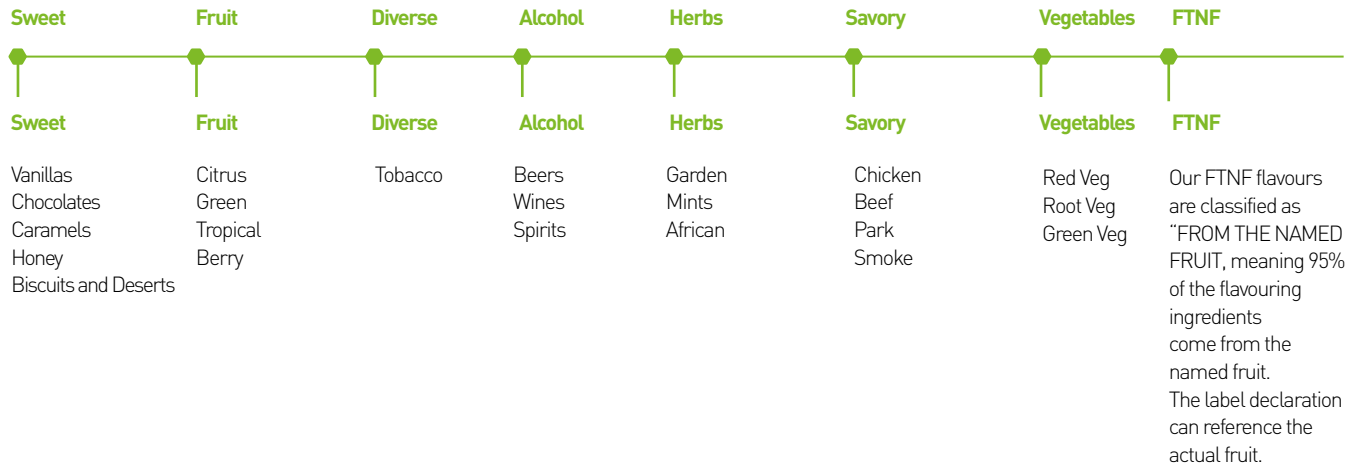 Sweet
Fruit
Diverse
Alcohol
Herbs
Savory
Vegetables
FTNF
Sweet
Vanillas
Chocolates
Caramels
Honey
Biscuits and Deserts
Fruit
Citrus
Green
Tropical
Berry
Diverse
Tobacco
Alcohol
Beers
Wines
Spirits
Herbs
Garden
Mints
African
Savory
Chicken
Beef
Park
Smoke
Vegetables
Red Veg
Root Veg
Green Veg
FTNF
Our FTNF flavours
are classified as
“FROM THE NAMED
FRUIT, meaning 95%
of the flavouring
ingredients
come from the
named fruit.
The label declaration
can reference the
actual fruit.